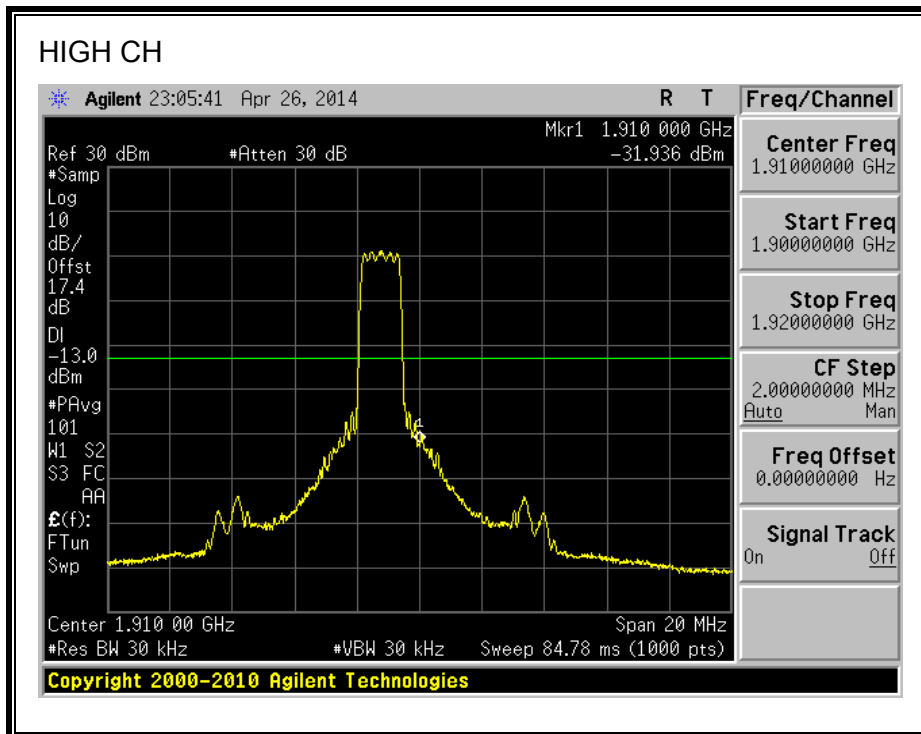 HIGH CH
Agilent 23:05:41 Apr 26, 2014 R T
Freq/Channel
Mkr1 1.910 000 GHz
Ref 30 dBm #Atten 30 dB -31.936 dBm
#Samp
Log
10
dB/
Offst
17.4
dB
DI
-13.0
dBm
#PAvg
101
W1 S2
S3 FC
AA
£(f):
FTun
Swp
1
Center 1.910 00 GHz Span 20 MHz
#Res BW 30 kHz #VBW 30 kHz Sweep 84.78 ms (1000 pts)
Center Freq
1.91000000 GHz
Start Freq
1.90000000 GHz
Stop Freq
1.92000000 GHz
CF Step
2.00000000 MHz
Auto Man
Freq Offset
0.00000000 Hz
Signal Track
On Off
Copyright 2000-2010 Agilent Technologies